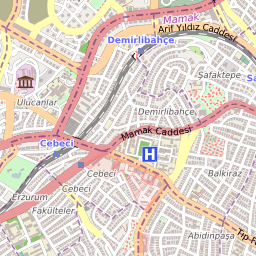 Mamak
Arif Yıldız Caddesi
Demirlibahçe
Şafaktepe
Ulucanlar
Demirlibahçe
Mamak Caddesi
Cebeci
H
Cebeci
Cebeci
Balkiraz
Erzurum
Fakülteler
Abidinpaşa